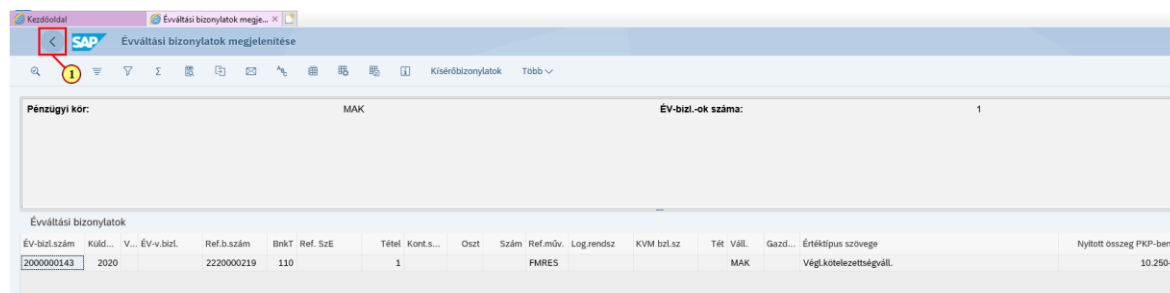 Kezdőoldal Évváltási bizonylatok megje...
SAP Évváltási bizonylatok megjelenítése
1 Kísérőbizonylatok Több
Pénzügyi kör: MAK ÉV-bizl.-ok száma: 1
Évváltási bizonylatok
ÉV-bizl.szám Küld... V... ÉV-v.bizl. Ref.b.szám BnkT Ref. SzE Tétel Kont.s... Oszt Szám Ref.műv. Log.rendsz KVM bzl.sz Tét Váll. Gazd... Értéktípus szövege Nyitott összeg PKP-ben
2000000143 2020 2220000219 110 1 FMRES MAK Végl.kötelezettségváll. 10.250-